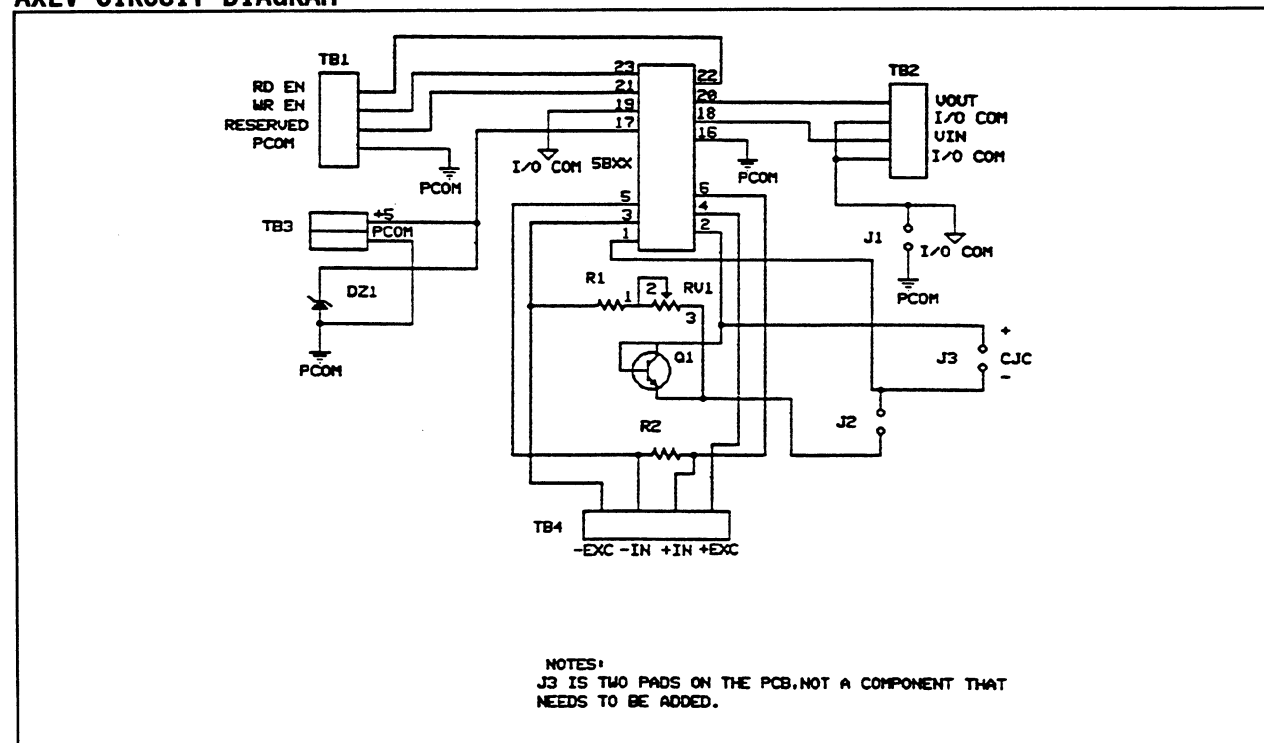 AXEV CIRCUIT DIAGRAM
TB1
RD EN
WR EN
RESERVED
PCOM
PCOM
23
21
19
17
22
20
18
16
I/O COM
5BXX
PCOM
TB2
VOUT
I/O COM
VIN
I/O COM
J1
I/O COM
PCOM
TB3
+5
PCOM
DZ1
PCOM
5
3
1
6
4
2
R1
1
2
RV1
3
Q1
+
J3
CJC
-
J2
R2
TB4
-EXC -IN +IN +EXC
NOTES:
J3 IS TWO PADS ON THE PCB,NOT A COMPONENT THAT
NEEDS TO BE ADDED.